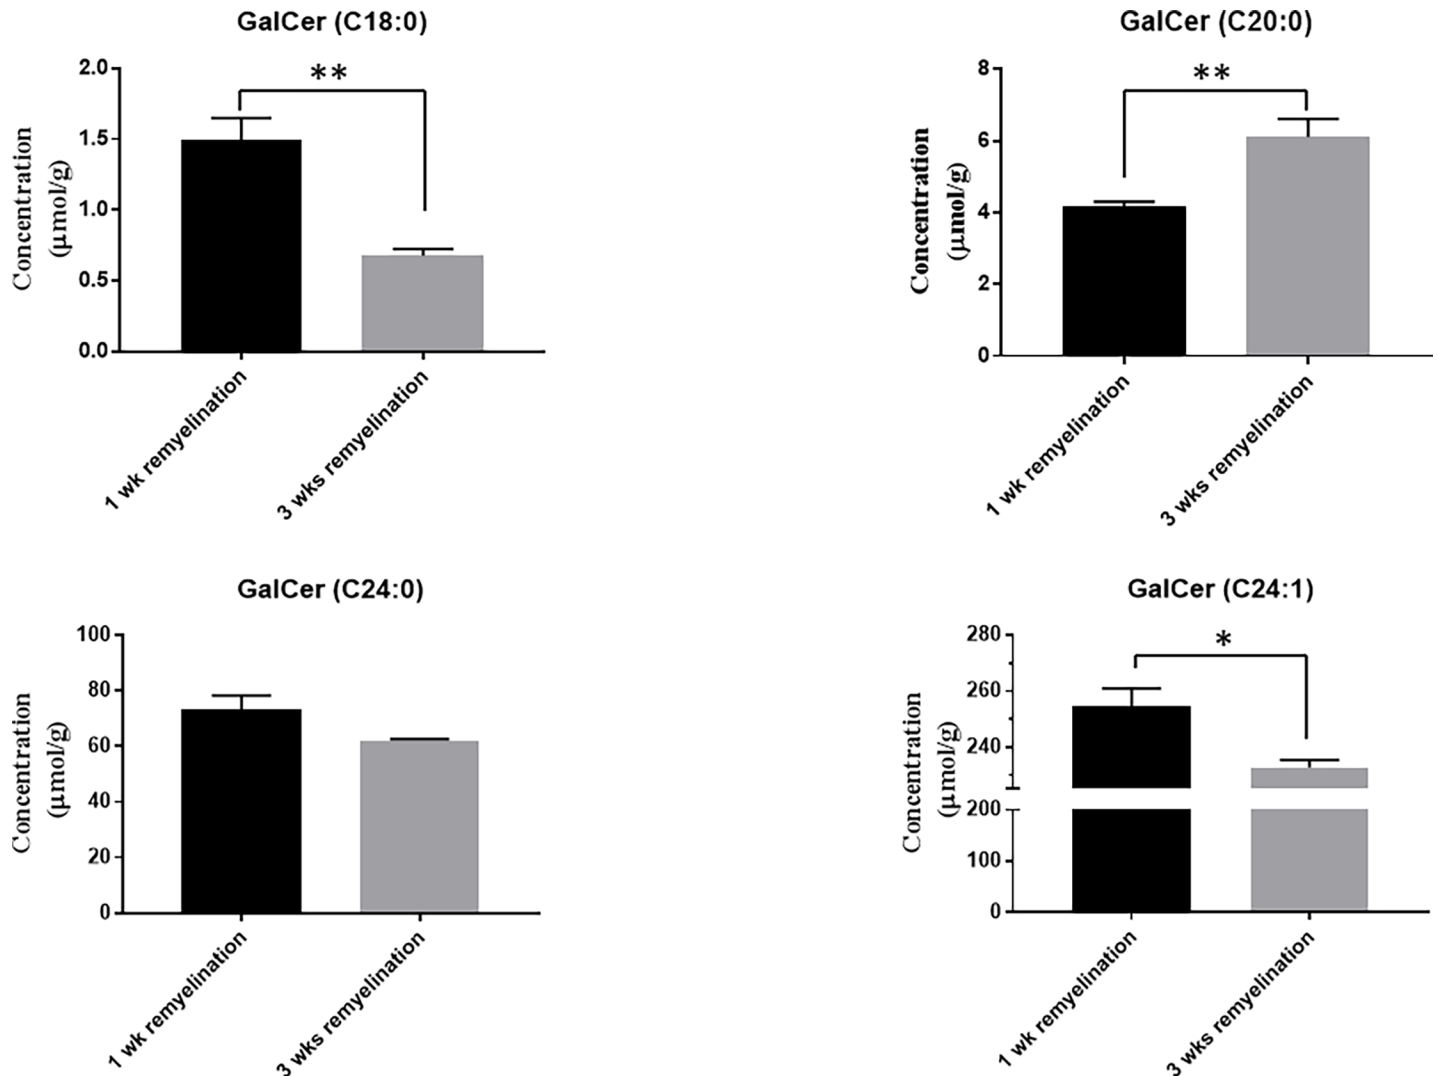 GalCer (C18:0)
2.0
1.5
1.0
0.5
0.0
Concentration
(μmol/g)
**
1 wk remyelination
3 wks remyelination
GalCer (C20:0)
8
6
4
2
0
Concentration
(μmol/g)
**
1 wk remyelination
3 wks remyelination
GalCer (C24:0)
100
80
60
40
20
0
Concentration
(μmol/g)
1 wk remyelination
3 wks remyelination
GalCer (C24:1)
280
260
240
200
100
0
Concentration
(μmol/g)
*
1 wk remyelination
3 wks remyelination